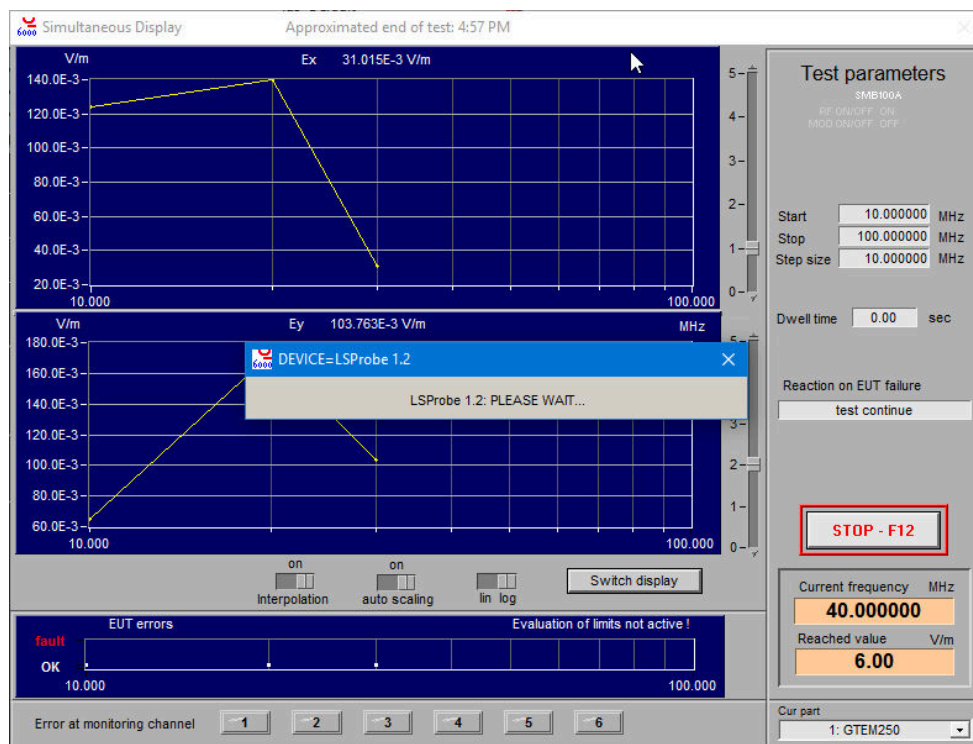 6000 Simultaneous Display Approximated end of test: 4:57 PM
V/m Ex 31.015E-3 V/m
140.0E-3
120.0E-3
100.0E-3
80.0E-3
60.0E-3
40.0E-3
20.0E-3
10.000 100.000
5
4
3
2
1
0
V/m Ey 103.763E-3 V/m MHz
180.0E-3
160.0E-3
140.0E-3
120.0E-3
100.0E-3
80.0E-3
60.0E-3
10.000 100.000
5
3
2
1
0
6000 DEVICE=LSProbe 1.2
LSProbe 1.2: PLEASE WAIT...
on on
Interpolation auto scaling lin log
Switch display
EUT errors Evaluation of limits not active !
fault
OK
10.000 100.000
Error at monitoring channel 1 2 3 4 5 6
Test parameters
SMB100A
RF ON/OFF ON
MOD ON/OFF OFF
Start 10.000000 MHz
Stop 100.000000 MHz
Step size 10.000000 MHz
Dwell time 0.00 sec
Reaction on EUT failure
test continue
STOP - F12
Current frequency MHz
40.000000
Reached value V/m
6.00
Cur part
1: GTEM250